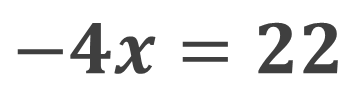 −4x = 22